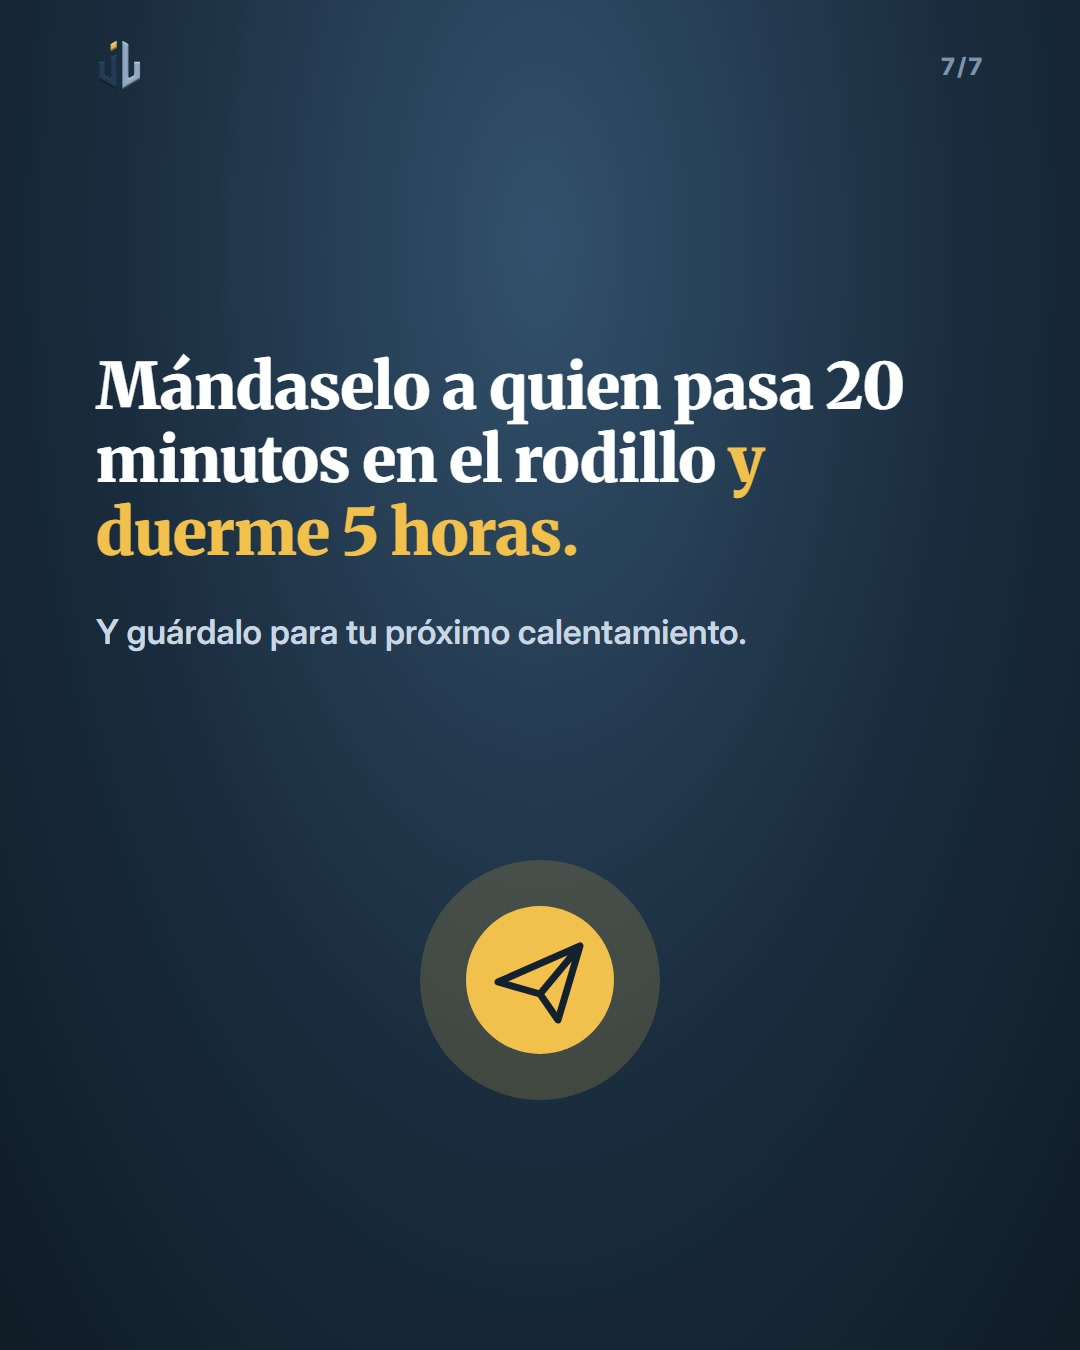 7/7
Mándaselo a quien pasa 20
minutos en el rodillo y
duerme 5 horas.
Y guárdalo para tu próximo calentamiento.